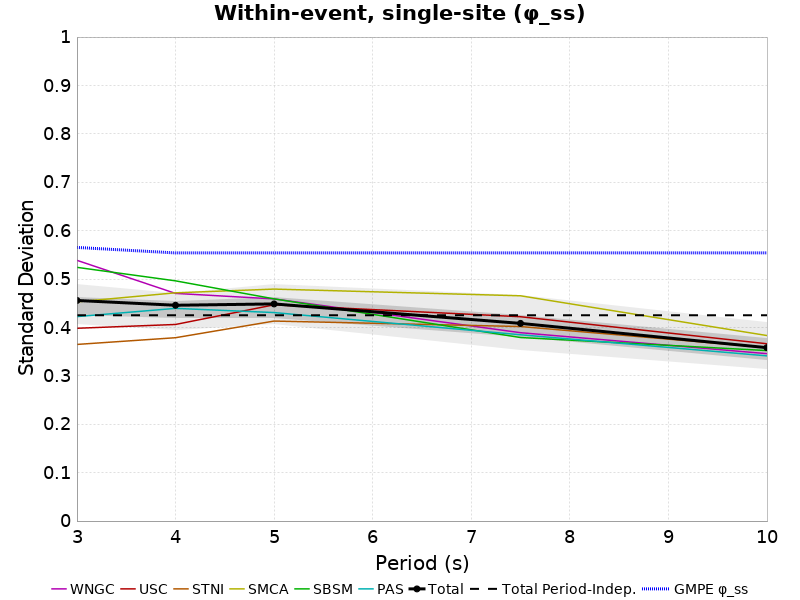 Within-event, single-site (φ_ss)
1
0.9
0.8
0.7
0.6
0.5
0.4
0.3
0.2
0.1
0
Standard Deviation
3 4 5 6 7 8 9 10
Period (s)
WNGC USC STNI SMCA SBSM PAS Total Total Period-Indep. GMPE φ_ss